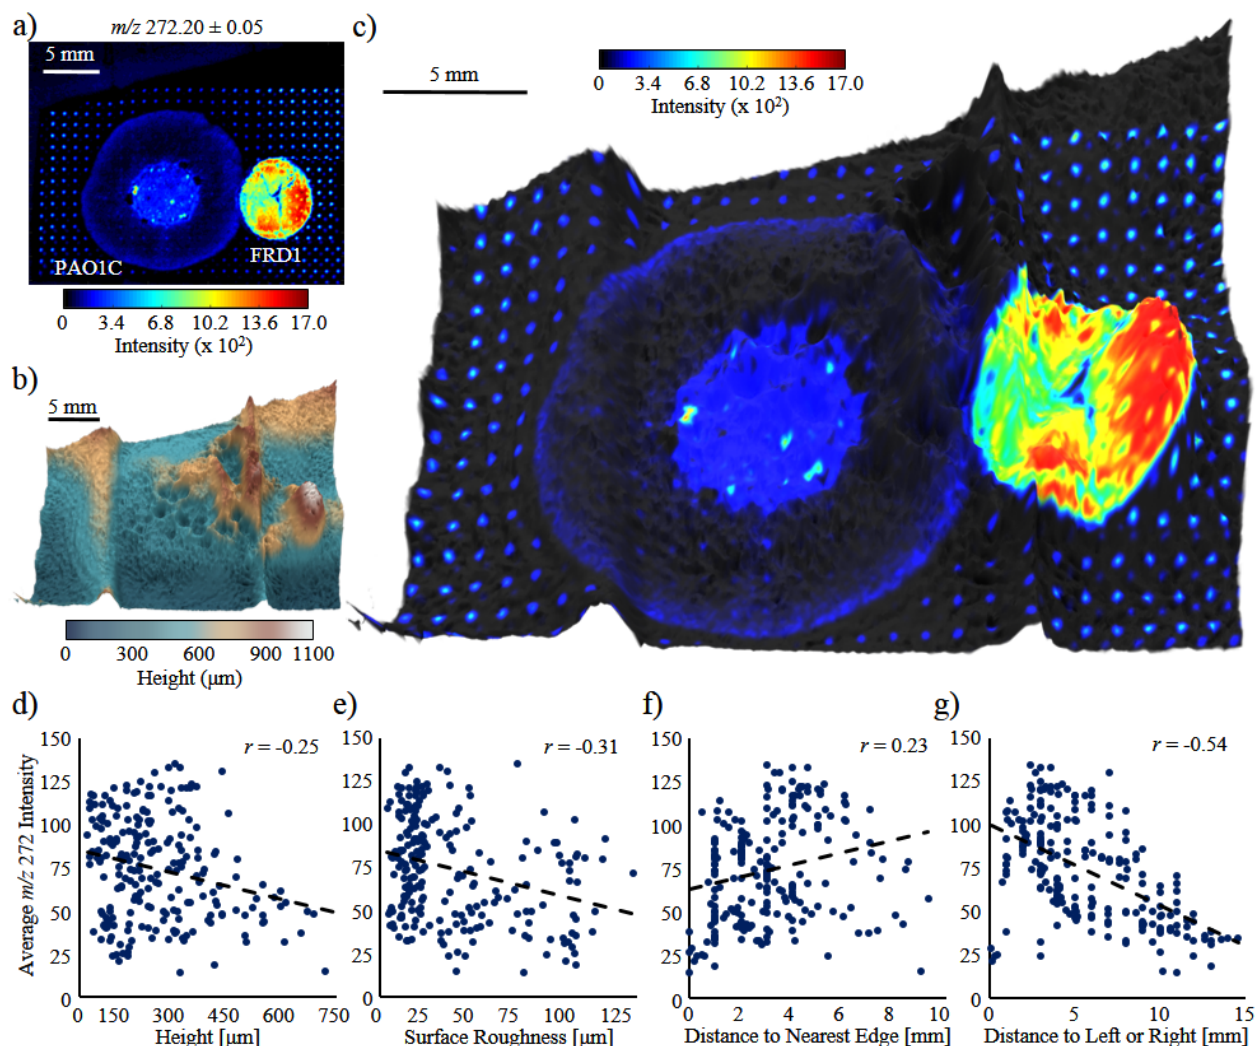 a)
m/z 272.20 ± 0.05
5 mm
PAO1C
FRD1
0 3.4 6.8 10.2 13.6 17.0
Intensity (x 10²)
b)
5 mm
0 300 600 900 1100
Height (µm)
c)
5 mm
0 3.4 6.8 10.2 13.6 17.0
Intensity (x 10²)
d)
r = -0.25
Average m/z 272 Intensity
150
125
100
75
50
25
0
0 150 300 450 600 750
Height [µm]
e)
r = -0.31
150
125
100
75
50
25
0
0 25 50 75 100 125
Surface Roughness [µm]
f)
r = 0.23
150
125
100
75
50
25
0
0 2 4 6 8 10
Distance to Nearest Edge [mm]
g)
r = -0.54
150
125
100
75
50
25
0
0 5 10 15
Distance to Left or Right [mm]